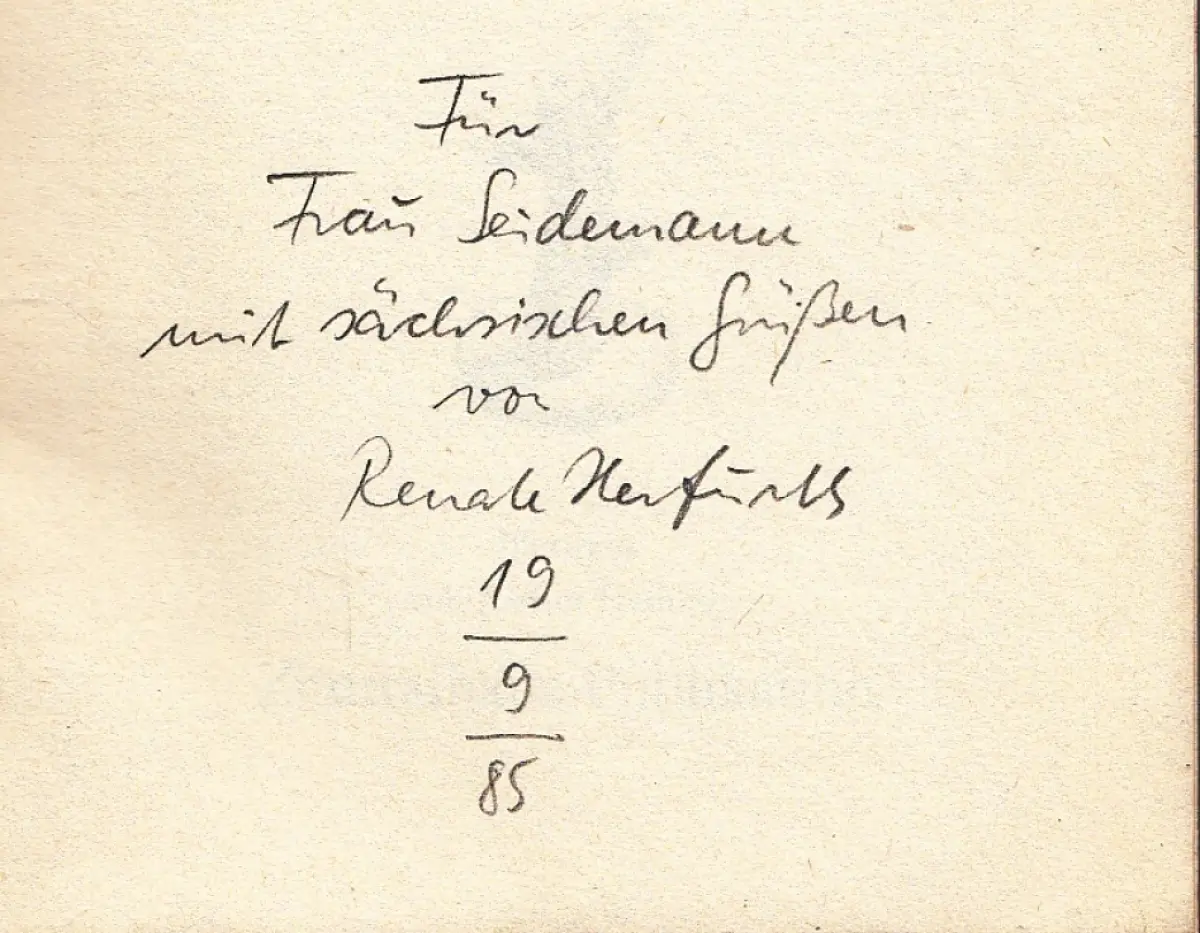 Für
Frau Seidemann
mit sächsischen Grüßen
von
Renate Herfurth
19
9
85